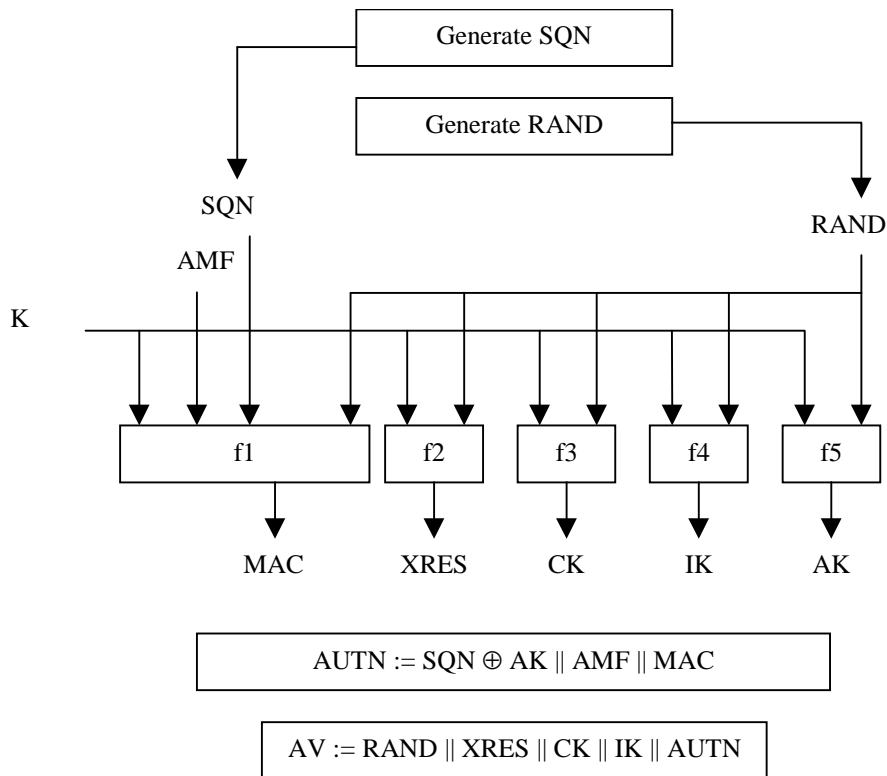 Generate SQN
Generate RAND
SQN
RAND
AMF
K
f1
f2
f3
f4
f5
MAC
XRES
CK
IK
AK
AUTN := SQN ⊕ AK || AMF || MAC
AV := RAND || XRES || CK || IK || AUTN